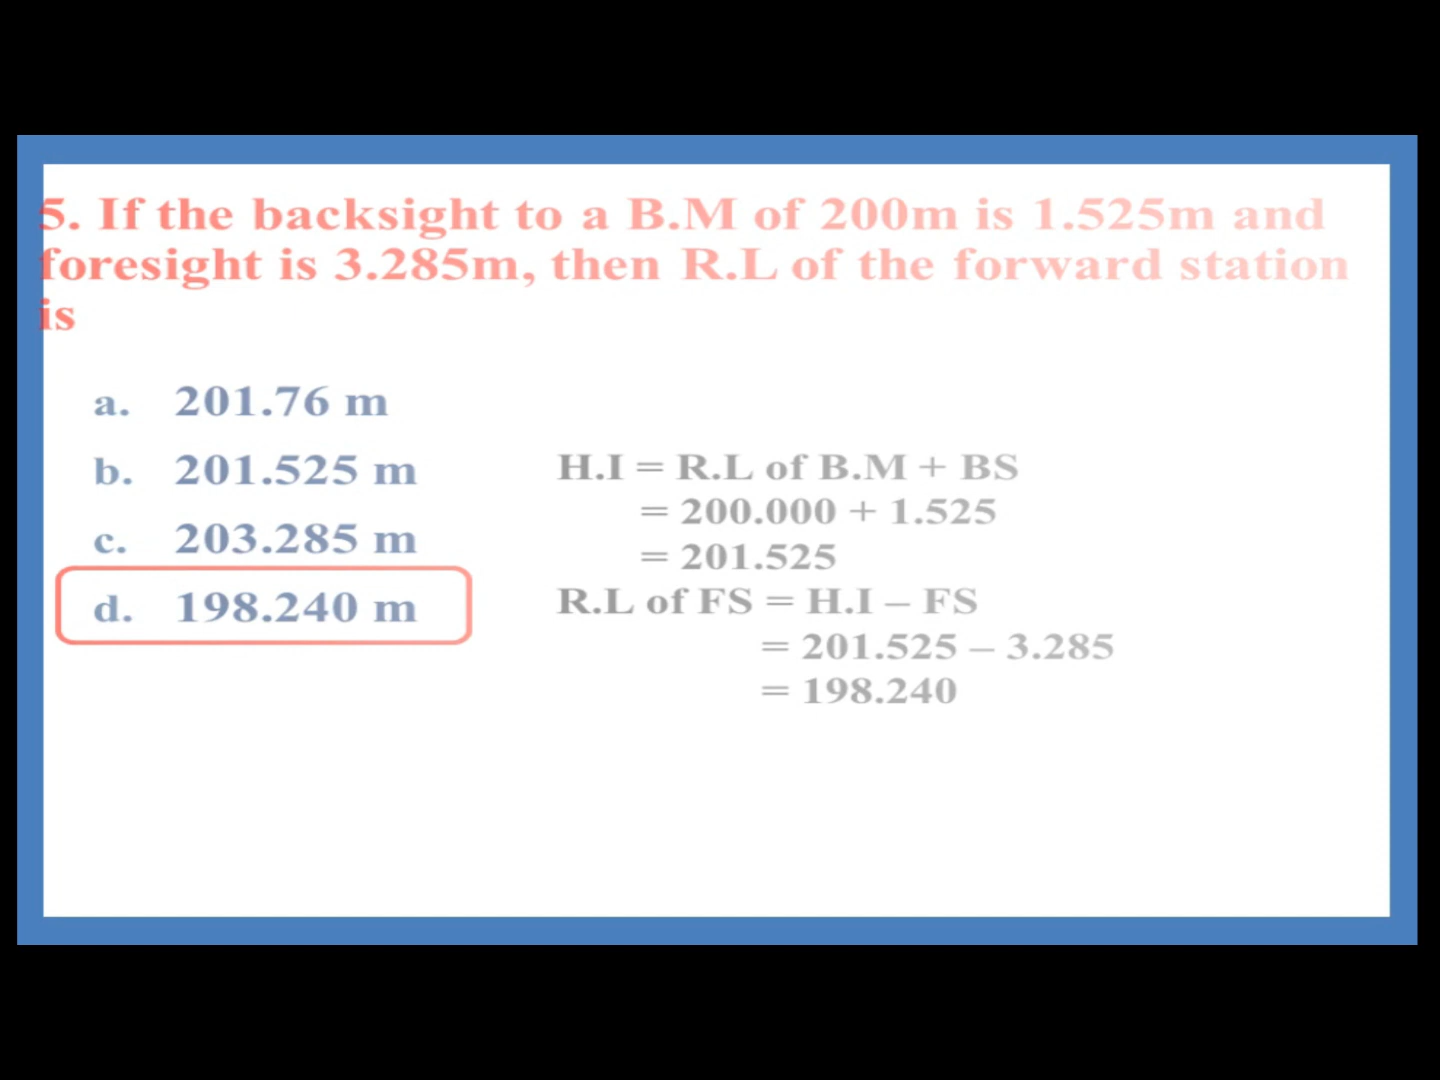 5. If the backsight to a B.M of 200m is 1.525m and
foresight is 3.285m, then R.L of the forward station
is
a. 201.76 m
b. 201.525 m
c. 203.285 m
d. 198.240 m
H.I = R.L of B.M + BS
= 200.000 + 1.525
= 201.525
R.L of FS = H.I – FS
= 201.525 – 3.285
= 198.240